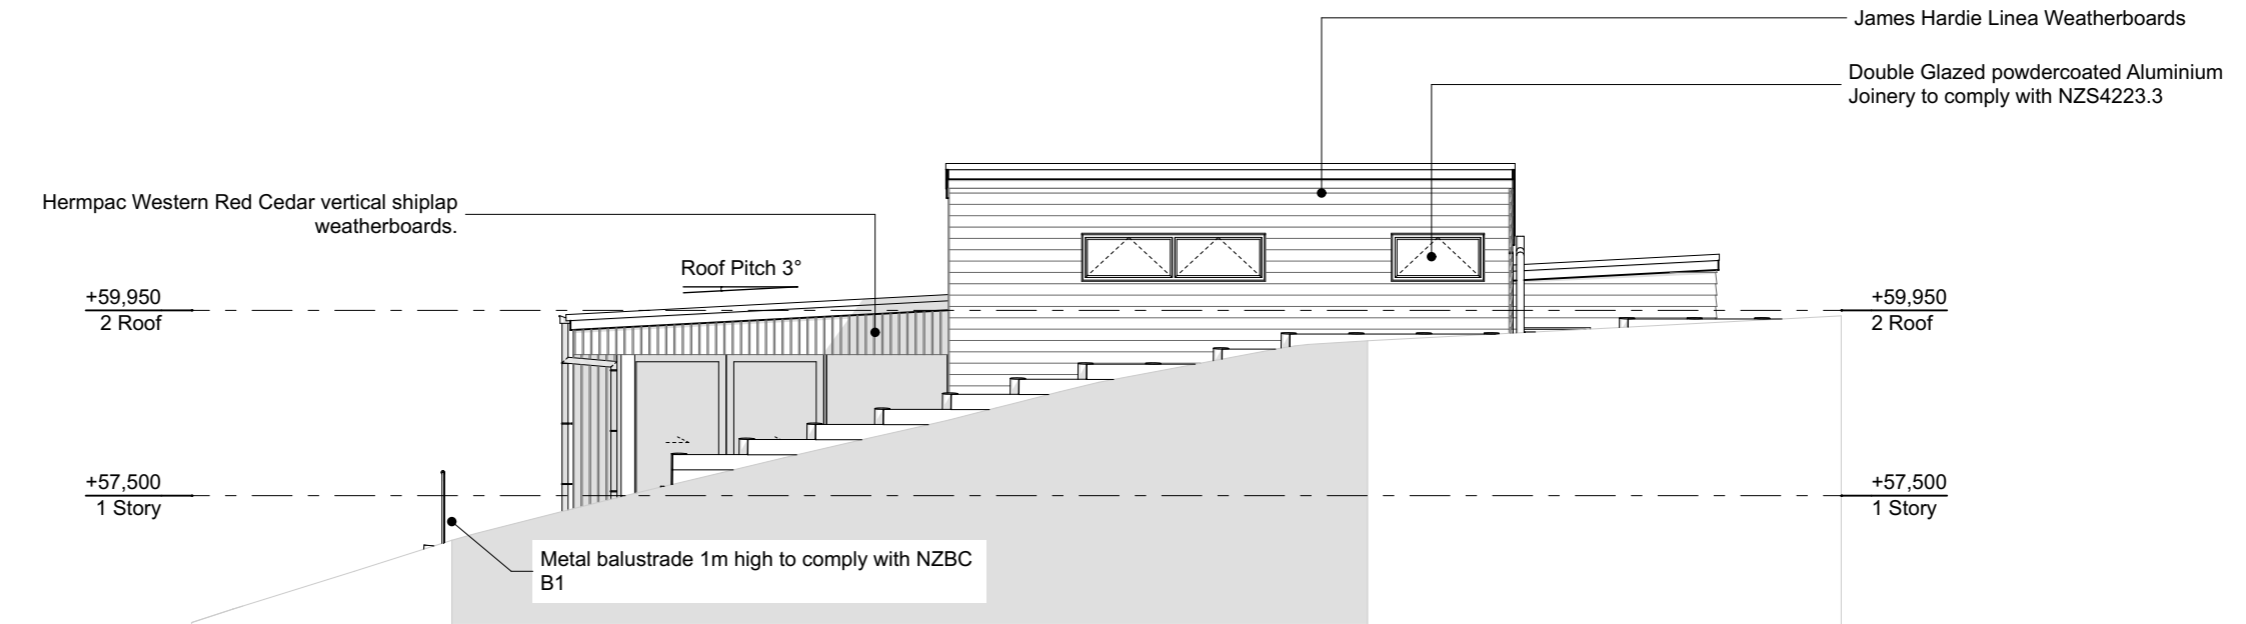 James Hardie Linea Weatherboards
Double Glazed powdercoated Aluminium
Joinery to comply with NZS4223.3
Hermpac Western Red Cedar vertical shiplap
weatherboards.
Roof Pitch 3°
+59,950
2 Roof
+59,950
2 Roof
+57,500
1 Story
+57,500
1 Story
Metal balustrade 1m high to comply with NZBC
B1